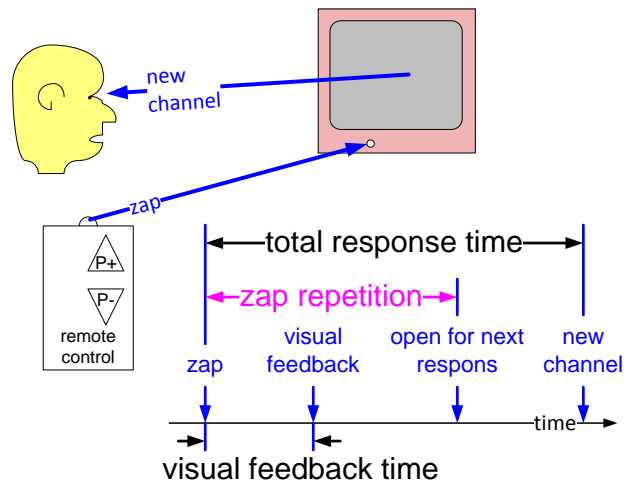 new
channel
zap
P+
P-
remote
control
total response time
zap repetition
zap
visual
feedback
open for next
respons
new
channel
time
visual feedback time